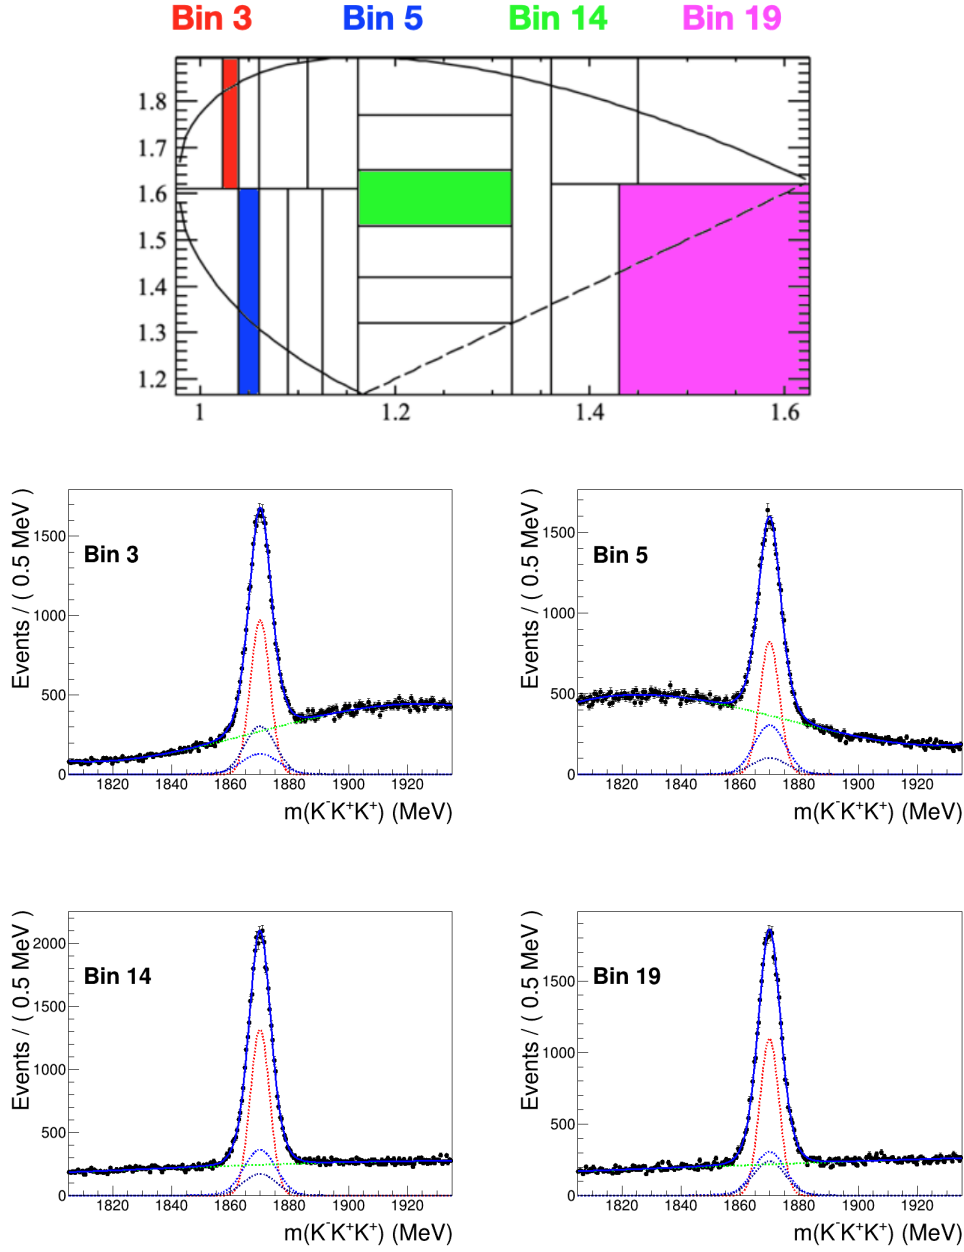 Bin 3 Bin 5 Bin 14 Bin 19
1.8
1.7
1.6
1.5
1.4
1.3
1.2
1 1.2 1.4 1.6
Events / ( 0.5 MeV )
1500
1000
500
0
Bin 3
1820 1840 1860 1880 1900 1920
m(K⁻K⁺K⁺) (MeV)
Events / ( 0.5 MeV )
1500
1000
500
0
Bin 5
1820 1840 1860 1880 1900 1920
m(K⁻K⁺K⁺) (MeV)
Events / ( 0.5 MeV )
2000
1500
1000
500
0
Bin 14
1820 1840 1860 1880 1900 1920
m(K⁻K⁺K⁺) (MeV)
Events / ( 0.5 MeV )
1500
1000
500
0
Bin 19
1820 1840 1860 1880 1900 1920
m(K⁻K⁺K⁺) (MeV)